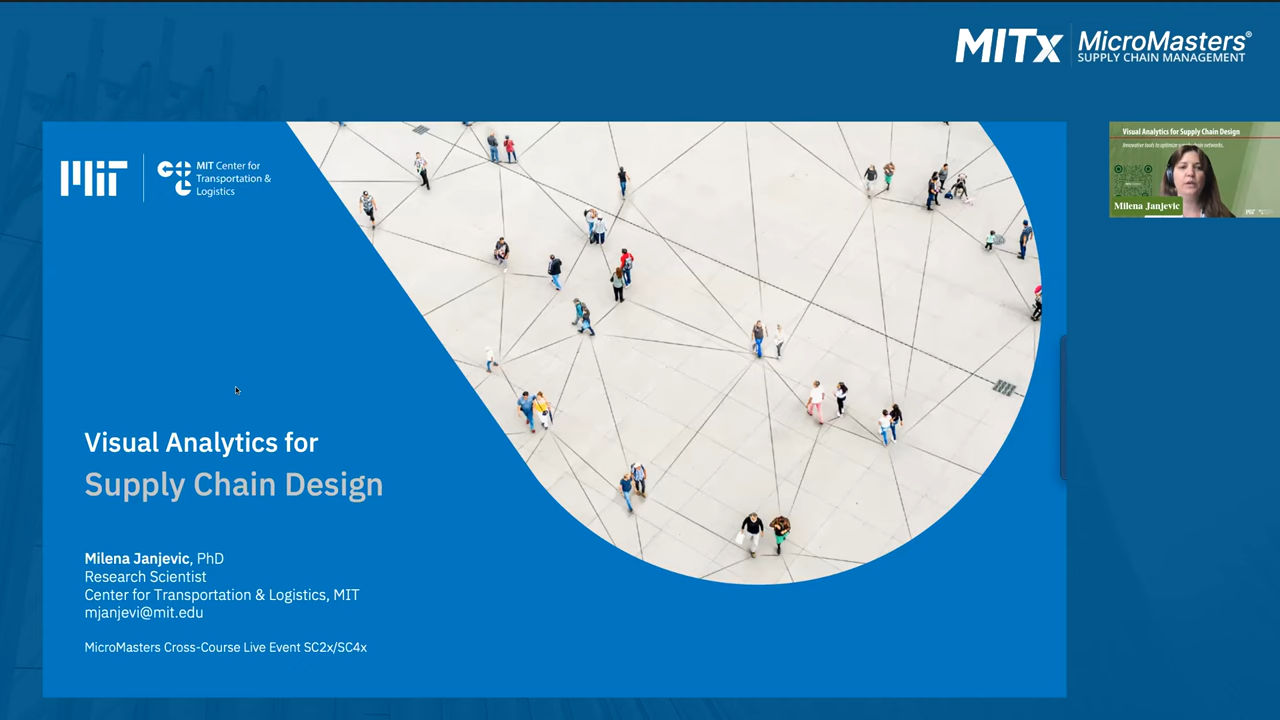 MITx MicroMasters®
SUPPLY CHAIN MANAGEMENT
MIT Center for
Transportation &
Logistics
Visual Analytics for Supply Chain Design
Milena Janjevic
Visual Analytics for
Supply Chain Design
Milena Janjevic, PhD
Research Scientist
Center for Transportation & Logistics, MIT
mjanjevi@mit.edu
MicroMasters Cross-Course Live Event SC2x/SC4x